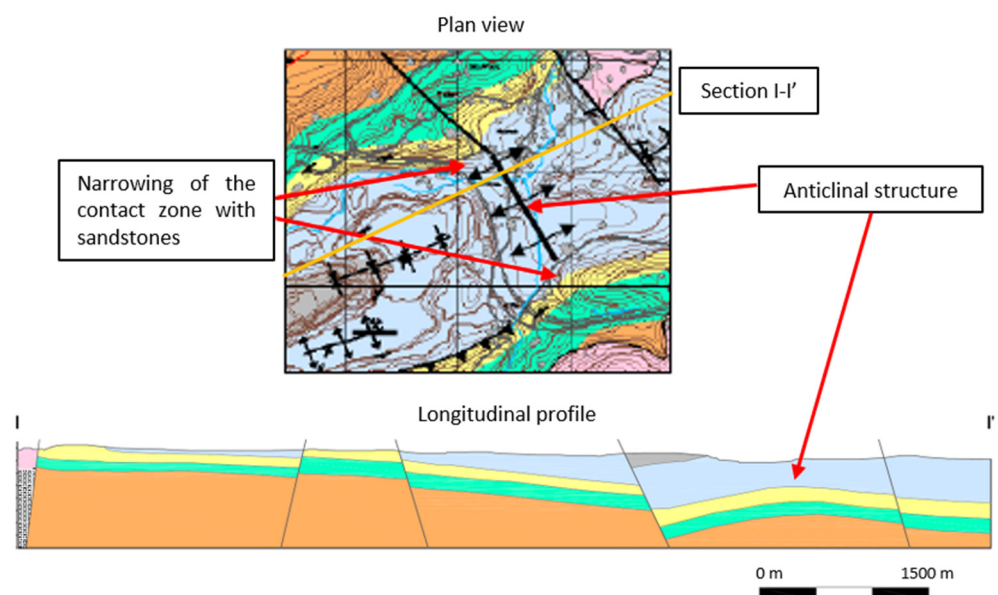 Plan view
Section I-I’
Narrowing of the
contact zone with
sandstones
Anticlinal structure
Longitudinal profile
I
I'
0 m
1500 m